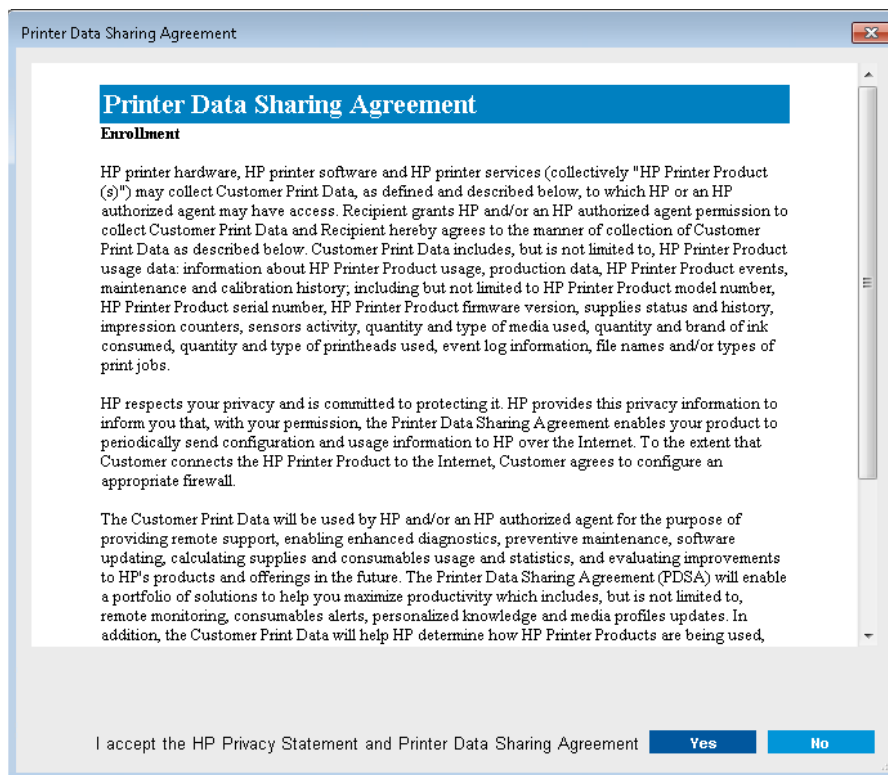 Printer Data Sharing Agreement
Printer Data Sharing Agreement
Enrollment
HP printer hardware, HP printer software and HP printer services (collectively "HP Printer Product
(s)") may collect Customer Print Data, as defined and described below, to which HP or an HP
authorized agent may have access. Recipient grants HP and/or an HP authorized agent permission to
collect Customer Print Data and Recipient hereby agrees to the manner of collection of Customer
Print Data as described below. Customer Print Data includes, but is not limited to, HP Printer Product
usage data: information about HP Printer Product usage, production data, HP Printer Product events,
maintenance and calibration history; including but not limited to HP Printer Product model number,
HP Printer Product serial number, HP Printer Product firmware version, supplies status and history,
impression counters, sensors activity, quantity and type of media used, quantity and brand of ink
consumed, quantity and type of printheads used, event log information, file names and/or types of
print jobs.
HP respects your privacy and is committed to protecting it. HP provides this privacy information to
inform you that, with your permission, the Printer Data Sharing Agreement enables your product to
periodically send configuration and usage information to HP over the Internet. To the extent that
Customer connects the HP Printer Product to the Internet, Customer agrees to configure an
appropriate firewall.
The Customer Print Data will be used by HP and/or an HP authorized agent for the purpose of
providing remote support, enabling enhanced diagnostics, preventive maintenance, software
updating, calculating supplies and consumables usage and statistics, and evaluating improvements
to HP's products and offerings in the future. The Printer Data Sharing Agreement (PDSA) will enable
a portfolio of solutions to help you maximize productivity which includes, but is not limited to,
remote monitoring, consumables alerts, personalized knowledge and media profiles updates. In
addition, the Customer Print Data will help HP determine how HP Printer Products are being used,
I accept the HP Privacy Statement and Printer Data Sharing Agreement Yes No